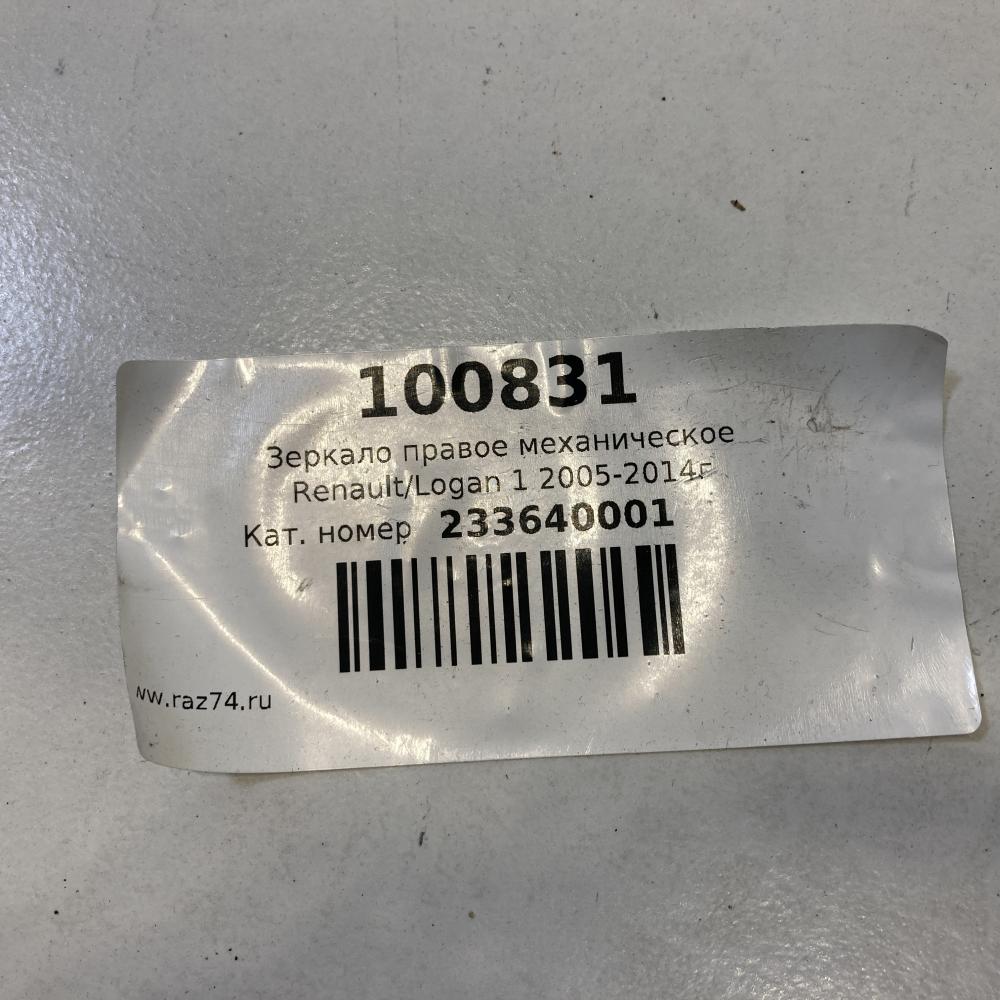 100831
Зеркало правое механическое
Renault/Logan 1 2005-2014г
Кат. номер 233640001
ww.raz74.ru